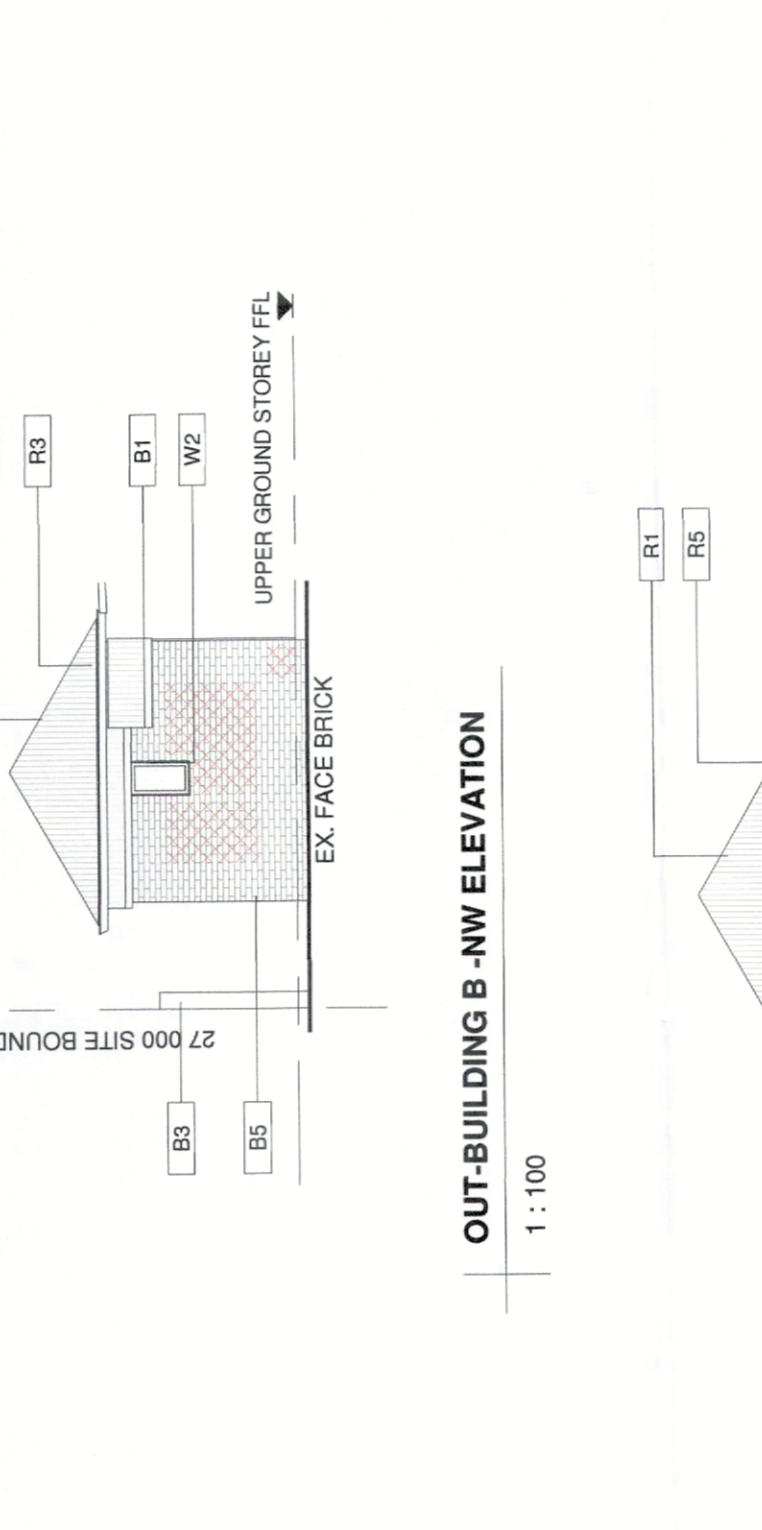 R3
B1
W2
UPPER GROUND STOREY FFL
EX. FACE BRICK
27 000 SITE
B3
B5
OUT-BUILDING B -NW ELEVATION
1 : 100
R1
R5